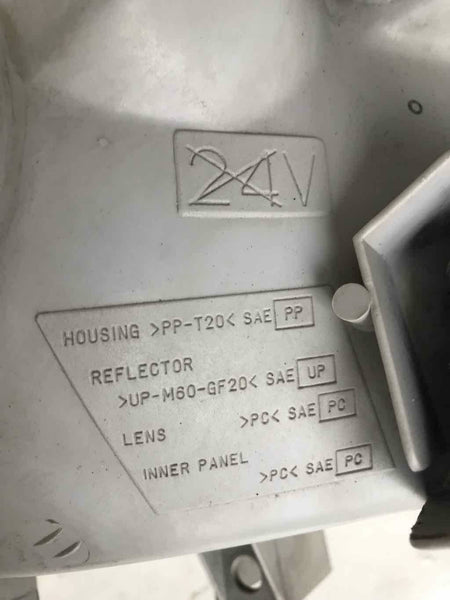 24V
HOUSING >PP-T20< SAE PP
REFLECTOR
>UP-M60-GF20< SAE UP
LENS >PC< SAE PC
INNER PANEL >PC< SAE PC